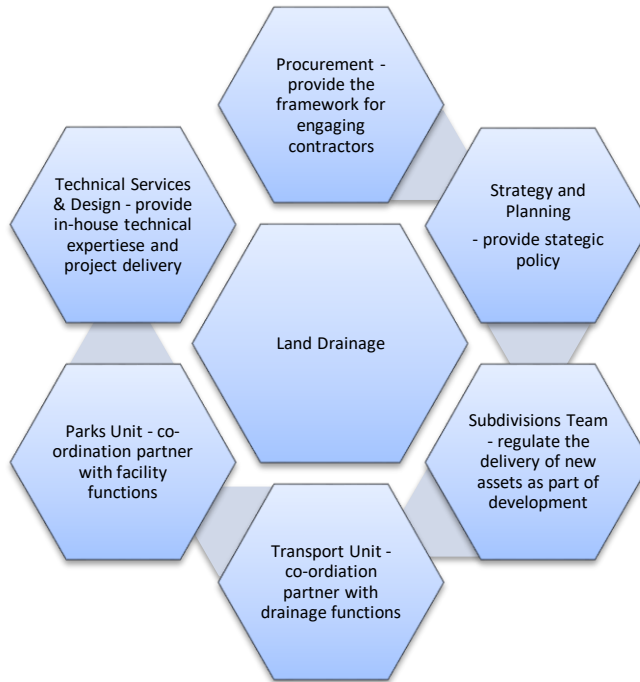 Procurement -
provide the
framework for
engaging
contractors
Technical Services
& Design - provide
in-house technical
expertiese and
project delivery
Strategy and
Planning
- provide stategic
policy
Land Drainage
Parks Unit - co-
ordination partner
with facility
functions
Subdivisions Team
- regulate the
delivery of new
assets as part of
development
Transport Unit -
co-ordiation
partner with
drainage functions